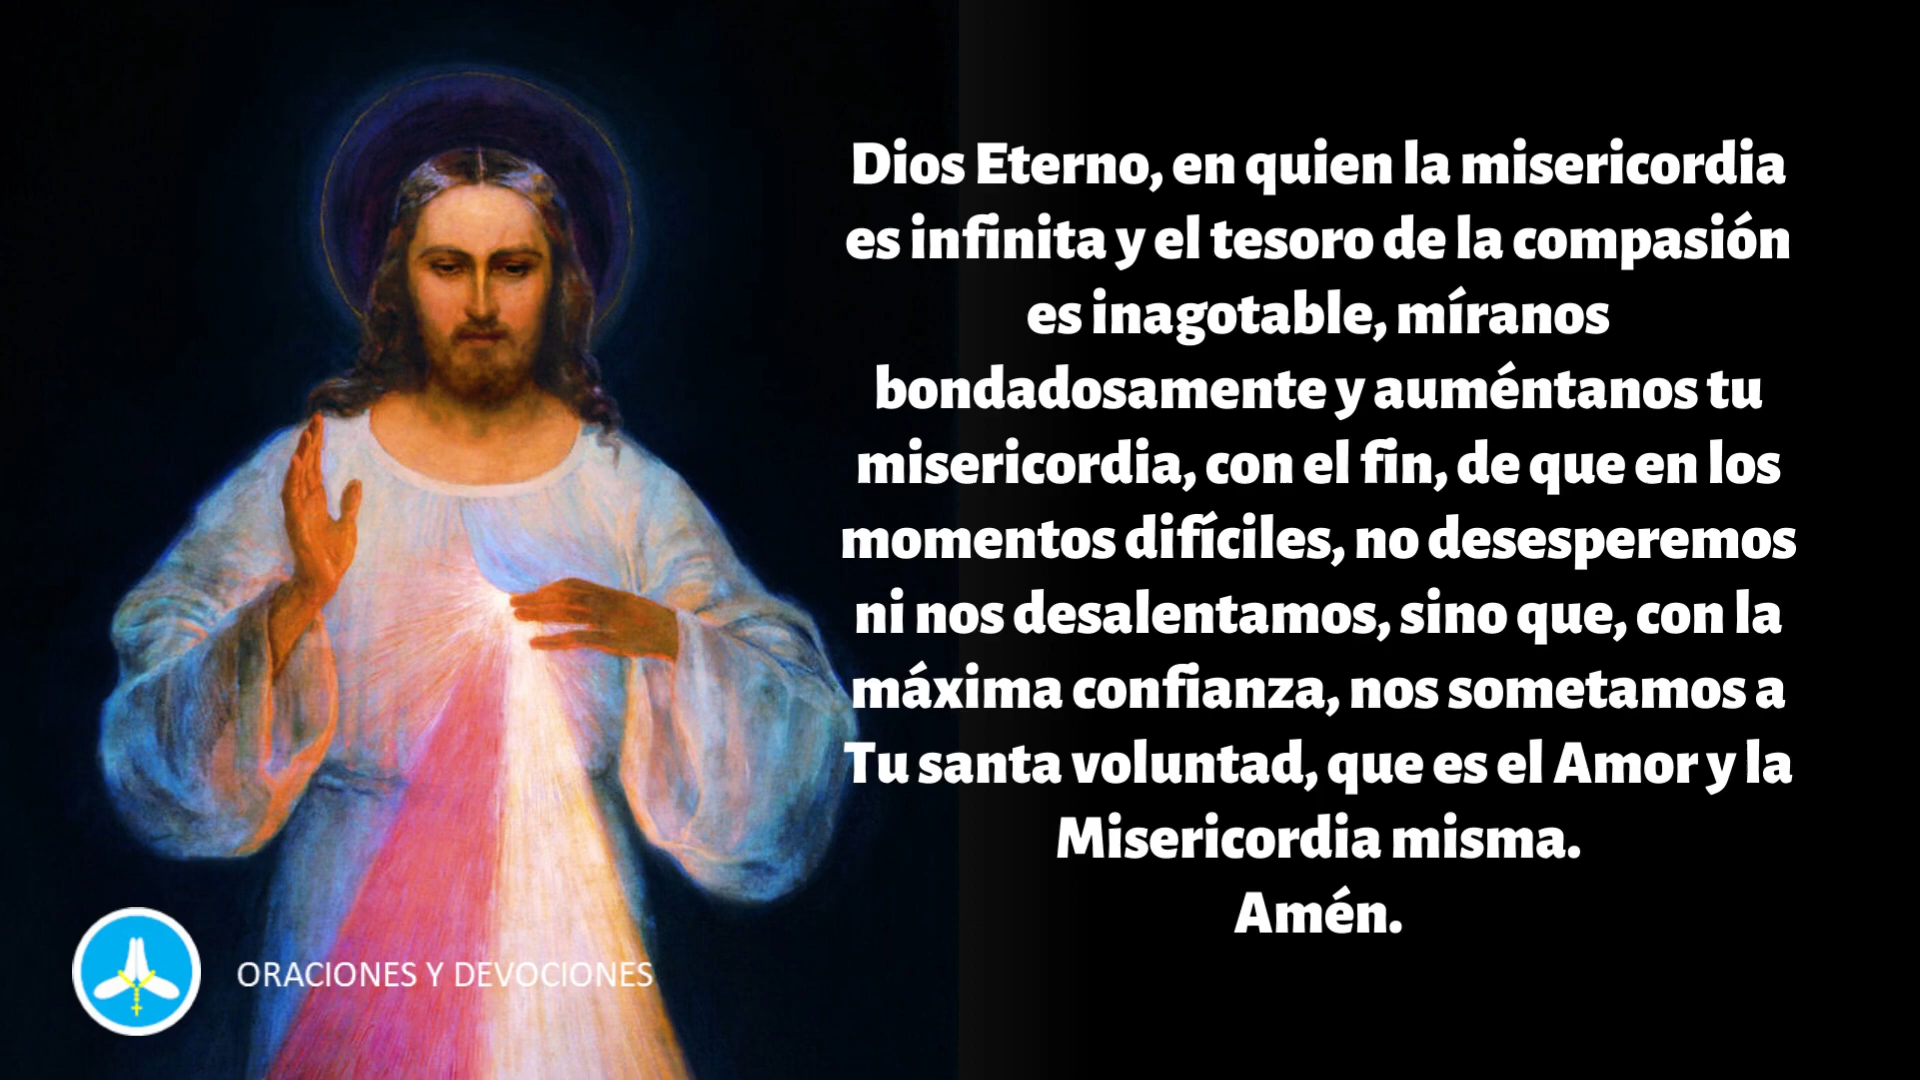 Dios Eterno, en quien la misericordia
es infinita y el tesoro de la compasión
es inagotable, míranos
bondadosamente y auméntanos tu
misericordia, con el fin, de que en los
momentos difíciles, no desesperemos
ni nos desalentamos, sino que, con la
máxima confianza, nos sometamos a
Tu santa voluntad, que es el Amor y la
Misericordia misma.
Amén.
ORACIONES Y DEVOCIONES